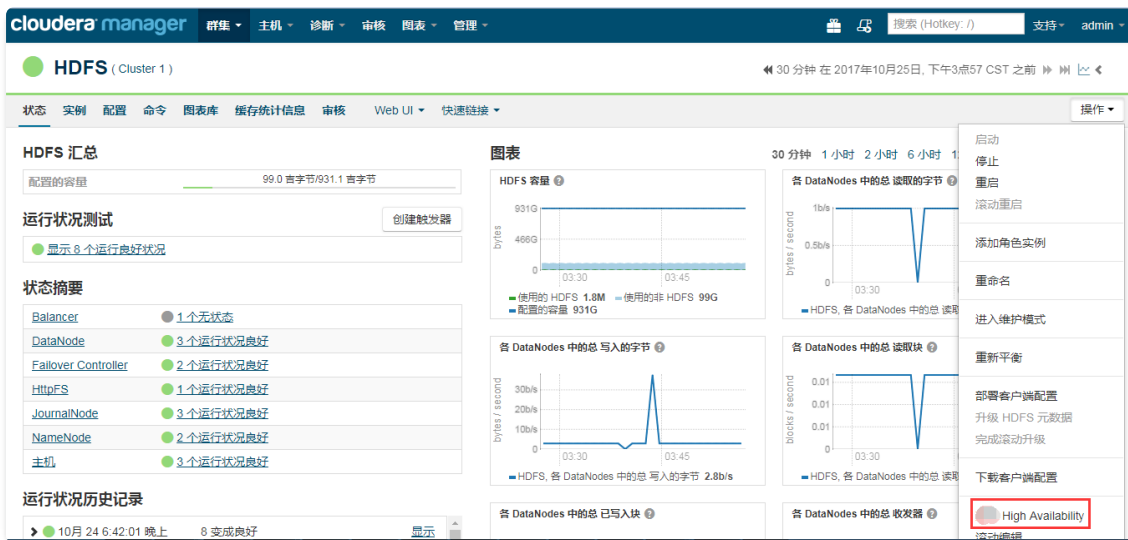 cloudera manager 群集 主机 诊断 审核 图表 管理 搜索 (Hotkey: /) 支持 admin
HDFS ( Cluster 1 ) 30 分钟 在 2017年10月25日, 下午3点57 CST 之前
状态 实例 配置 命令 图表库 缓存统计信息 审核 Web UI 快速链接 操作
HDFS 汇总
配置的容量 99.0 吉字节/931.1 吉字节
运行状况测试 创建触发器
显示 8 个运行良好状况
状态摘要
Balancer 1 个无状态
DataNode 3 个运行状况良好
Failover Controller 2 个运行状况良好
HttpFS 1 个运行状况良好
JournalNode 3 个运行状况良好
NameNode 2 个运行状况良好
主机 3 个运行状况良好
运行状况历史记录
10月 24 6:42:01 晚上 8 变成良好 显示
图表 30 分钟 1 小时 2 小时 6 小时 1
HDFS 容量
bytes
931G
466G
0
03:30 03:45
使用的 HDFS 1.8M 使用的非 HDFS 99G
配置的容量 931G
各 DataNodes 中的总 读取的字节
bytes / second
1b/s
0.5b/s
0
03:30
HDFS, 各 DataNodes 中的总 读取
各 DataNodes 中的总 写入的字节
bytes / second
30b/s
20b/s
10b/s
0
03:30 03:45
HDFS, 各 DataNodes 中的总 写入的字节 2.8b/s
各 DataNodes 中的总 读取块
blocks / second
0.01
0.01
0.01
0
03:30
HDFS, 各 DataNodes 中的总 读取
各 DataNodes 中的总 已写入块
各 DataNodes 中的总 收发器
启动
停止
重启
滚动重启
添加角色实例
重命名
进入维护模式
重新平衡
部署客户端配置
升级 HDFS 元数据
完成滚动升级
下载客户端配置
High Availability
滚动编辑